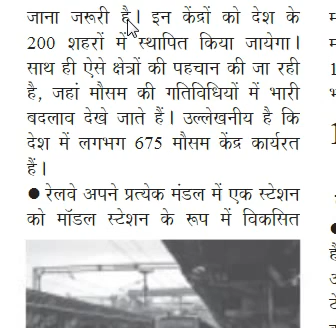 जाना जरूरी है। इन केंद्रों को देश के
200 शहरों में स्थापित किया जायेगा।
साथ ही ऐसे क्षेत्रों की पहचान की जा रही
है, जहां मौसम की गतिविधियों में भारी
बदलाव देखे जाते हैं। उल्लेखनीय है कि
देश में लगभग 675 मौसम केंद्र कार्यरत
हैं।
● रेलवे अपने प्रत्येक मंडल में एक स्टेशन
को मॉडल स्टेशन के रूप में विकसित